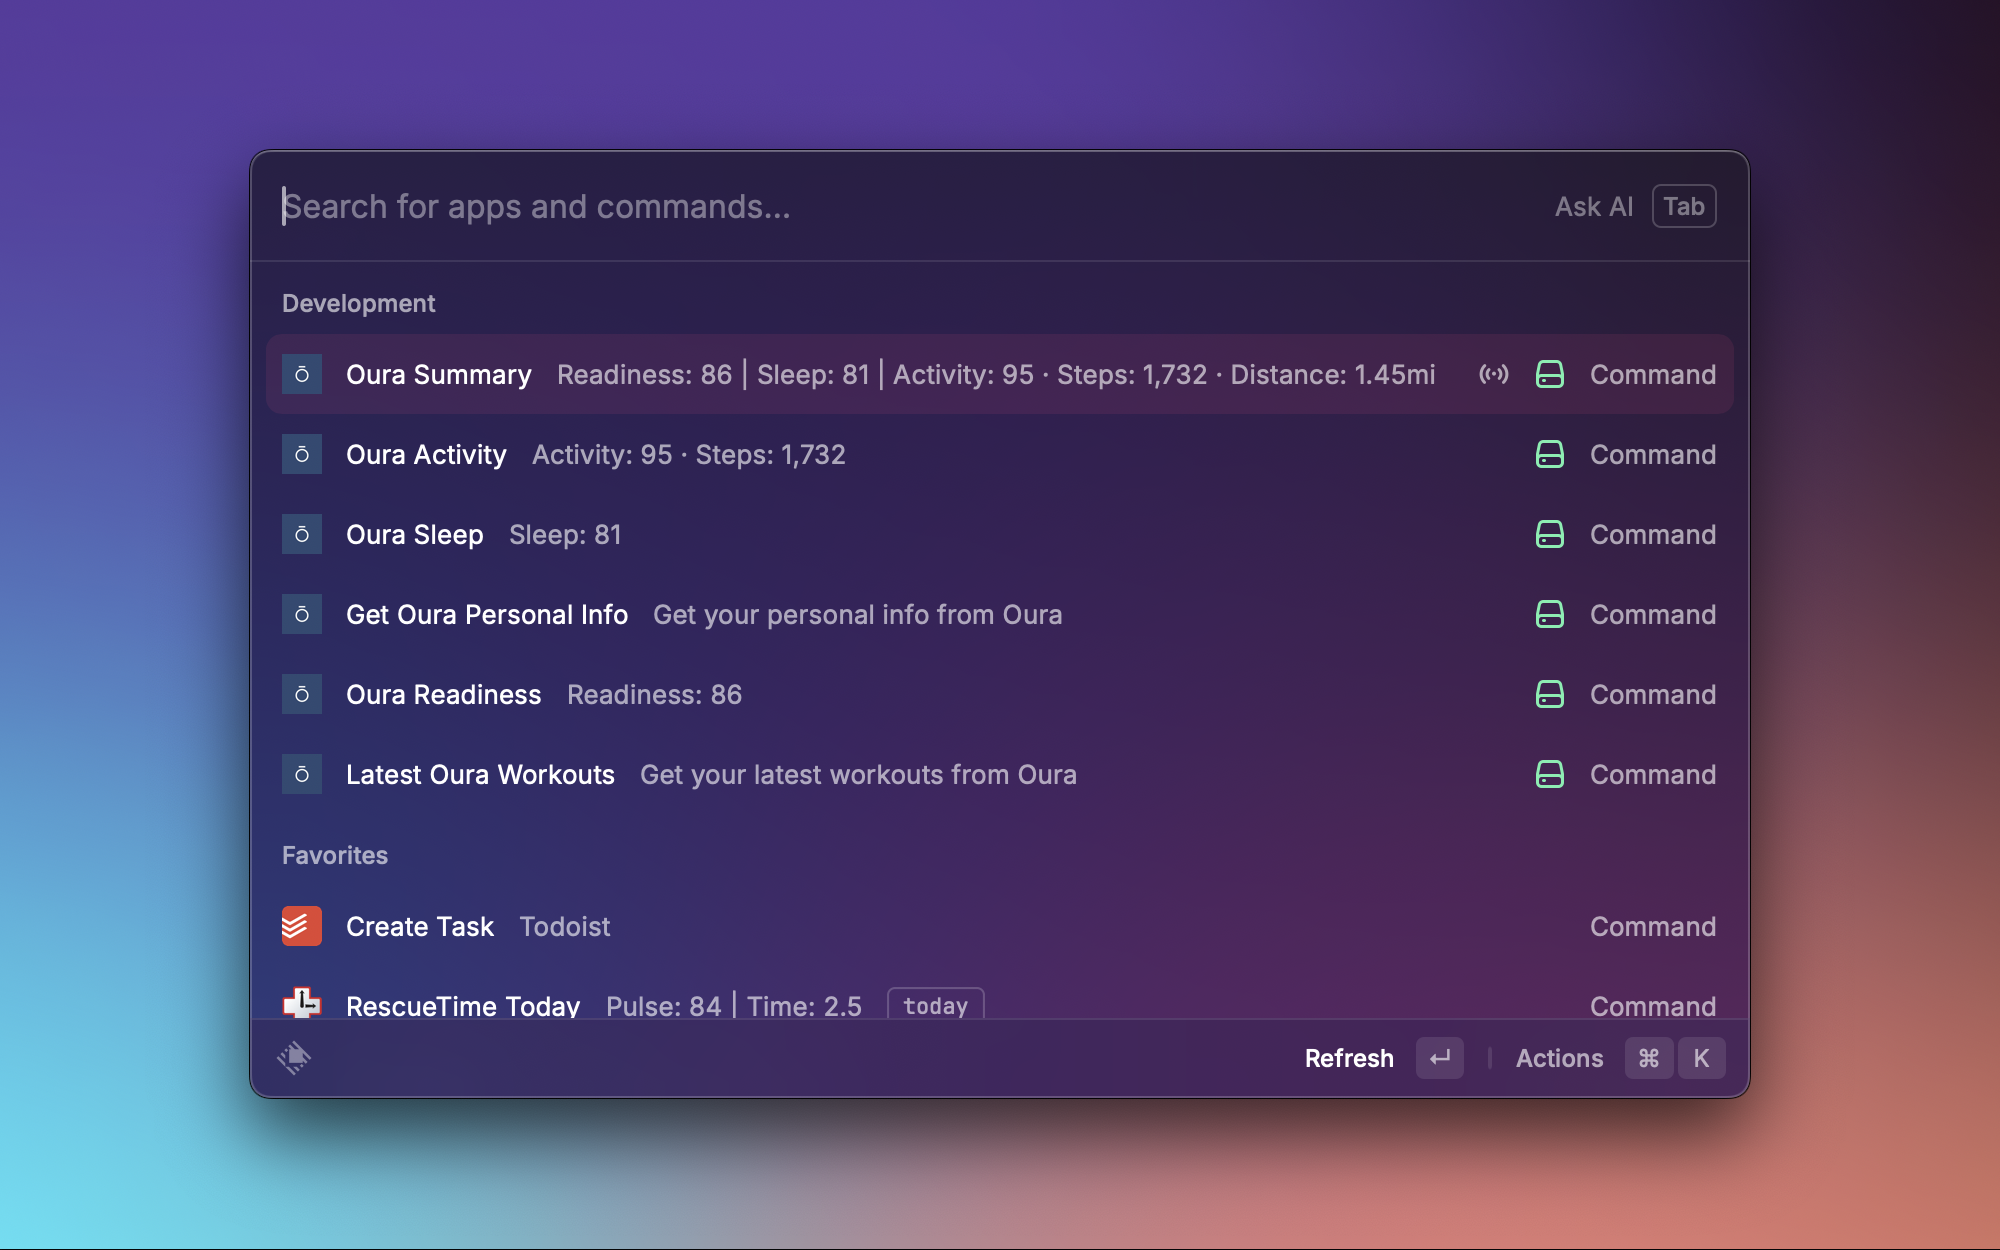 Search for apps and commands...
Ask AI Tab
Development
ō Oura Summary Readiness: 86 | Sleep: 81 | Activity: 95 · Steps: 1,732 · Distance: 1.45mi Command
ō Oura Activity Activity: 95 · Steps: 1,732 Command
ō Oura Sleep Sleep: 81 Command
ō Get Oura Personal Info Get your personal info from Oura Command
ō Oura Readiness Readiness: 86 Command
ō Latest Oura Workouts Get your latest workouts from Oura Command
Favorites
Create Task Todoist Command
RescueTime Today Pulse: 84 | Time: 2.5 today Command
Refresh ↵ Actions ⌘ K